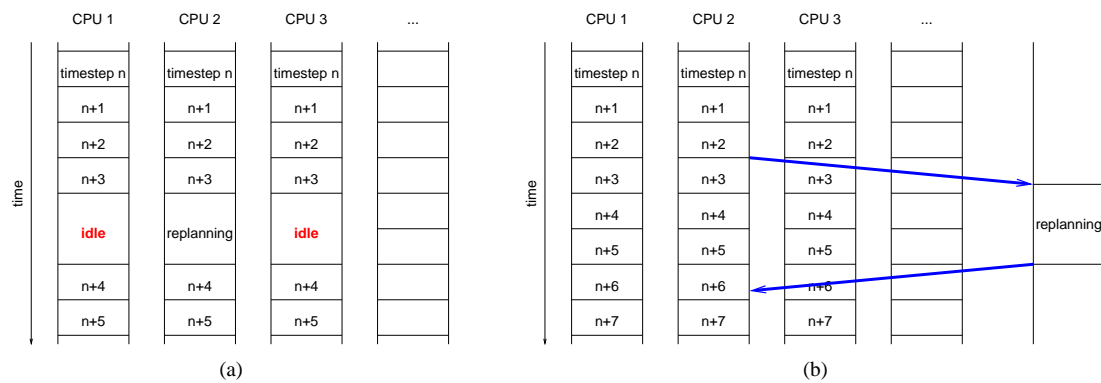 CPU 1 CPU 2 CPU 3 ...
timestep n timestep n timestep n
n+1 n+1 n+1
n+2 n+2 n+2
n+3 n+3 n+3
idle replanning idle
n+4 n+4 n+4
n+5 n+5 n+5
time
(a)
CPU 1 CPU 2 CPU 3 ...
timestep n timestep n timestep n
n+1 n+1 n+1
n+2 n+2 n+2
n+3 n+3 n+3
n+4 n+4 n+4
replanning
n+5 n+5 n+5
n+6 n+6 n+6
n+7 n+7 n+7
time
(b)